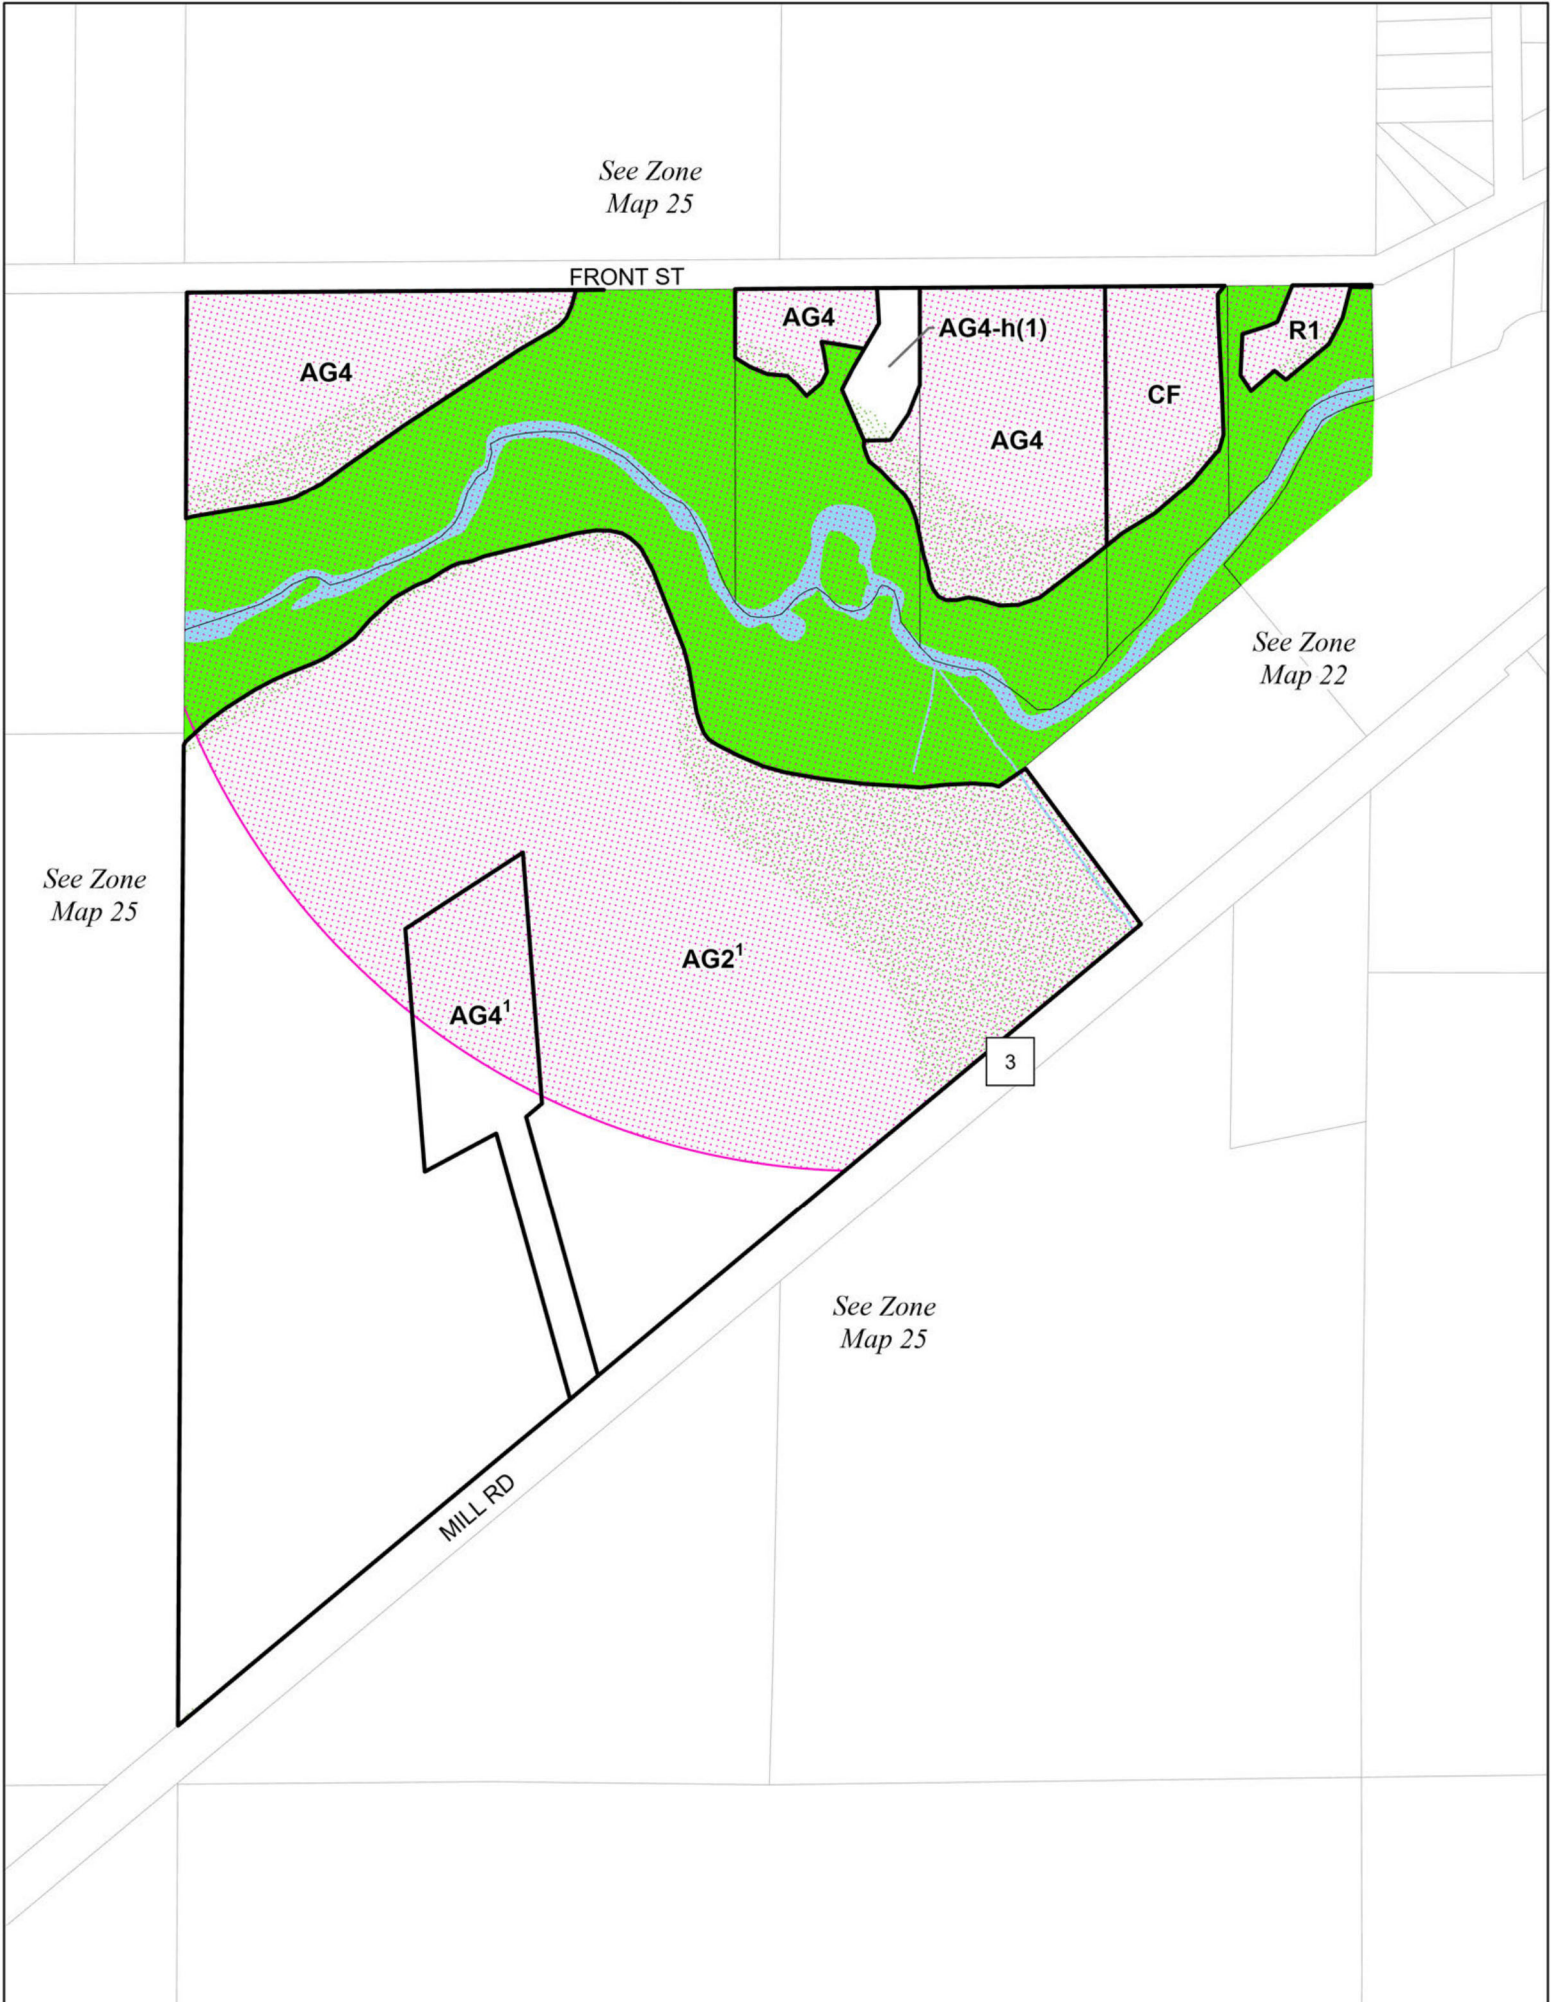 See Zone
Map 25
FRONT ST
AG4
AG4
AG4-h(1)
R1
CF
AG4
See Zone
Map 22
See Zone
Map 25
AG2¹
AG4¹
3
See Zone
Map 25
MILL RD